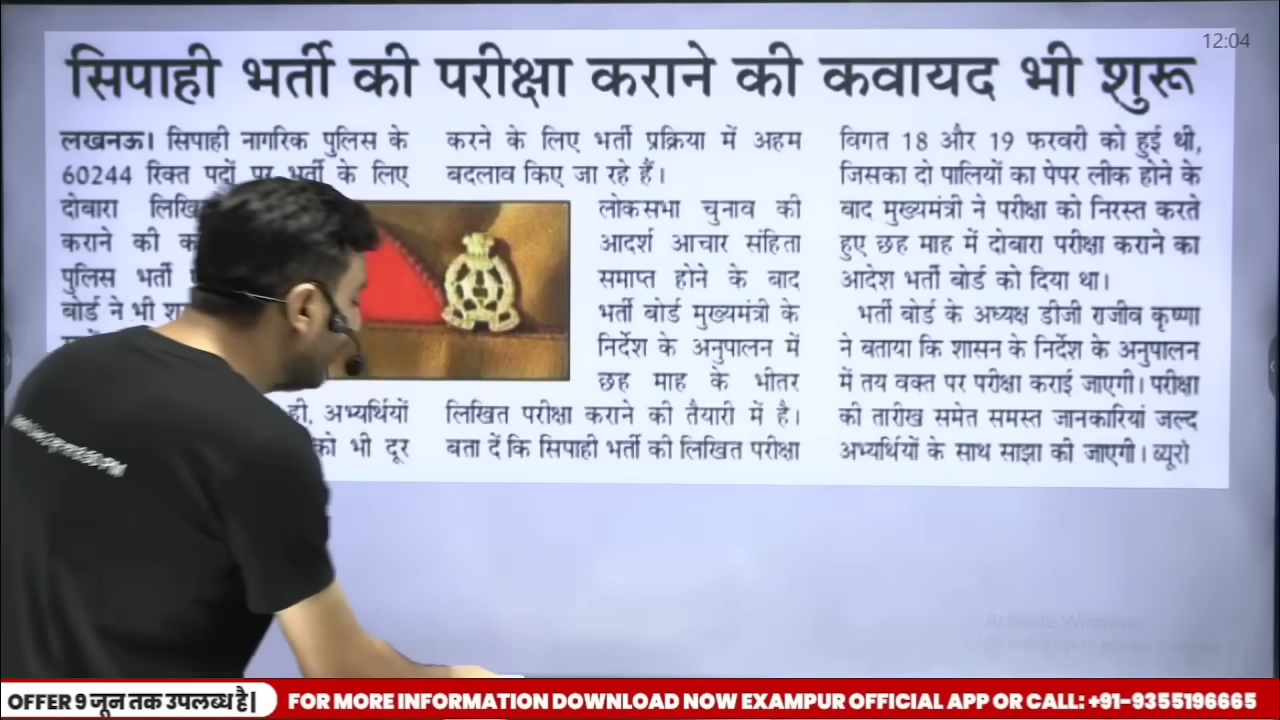 12:04
सिपाही भर्ती की परीक्षा कराने की कवायद भी शुरू
लखनऊ। सिपाही नागरिक पुलिस के
60244 रिक्त पदों पर भर्ती के लिए
दोबारा
कराने की
पुलिस भर्ती
बोर्ड ने भी
ही, अभ्यर्थियों
को भी दूर
करने के लिए भर्ती प्रक्रिया में अहम
बदलाव किए जा रहे हैं।
लोकसभा चुनाव की
आदर्श आचार संहिता
समाप्त होने के बाद
भर्ती बोर्ड मुख्यमंत्री के
निर्देश के अनुपालन में
छह माह के भीतर
लिखित परीक्षा कराने की तैयारी में है।
बता दें कि सिपाही भर्ती की लिखित परीक्षा
विगत 18 और 19 फरवरी को हुई थी,
जिसका दो पालियों का पेपर लीक होने के
बाद मुख्यमंत्री ने परीक्षा को निरस्त करते
हुए छह माह में दोबारा परीक्षा कराने का
आदेश भर्ती बोर्ड को दिया था।
भर्ती बोर्ड के अध्यक्ष डीजी राजीव कृष्णा
ने बताया कि शासन के निर्देश के अनुपालन
में तय वक्त पर परीक्षा कराई जाएगी। परीक्षा
की तारीख समेत समस्त जानकारियां जल्द
अभ्यर्थियों के साथ साझा की जाएगी। ब्यूरो
Activate Windows
OFFER 9 जून तक उपलब्ध है|
FOR MORE INFORMATION DOWNLOAD NOW EXAMPUR OFFICIAL APP OR CALL: +91-9355196665